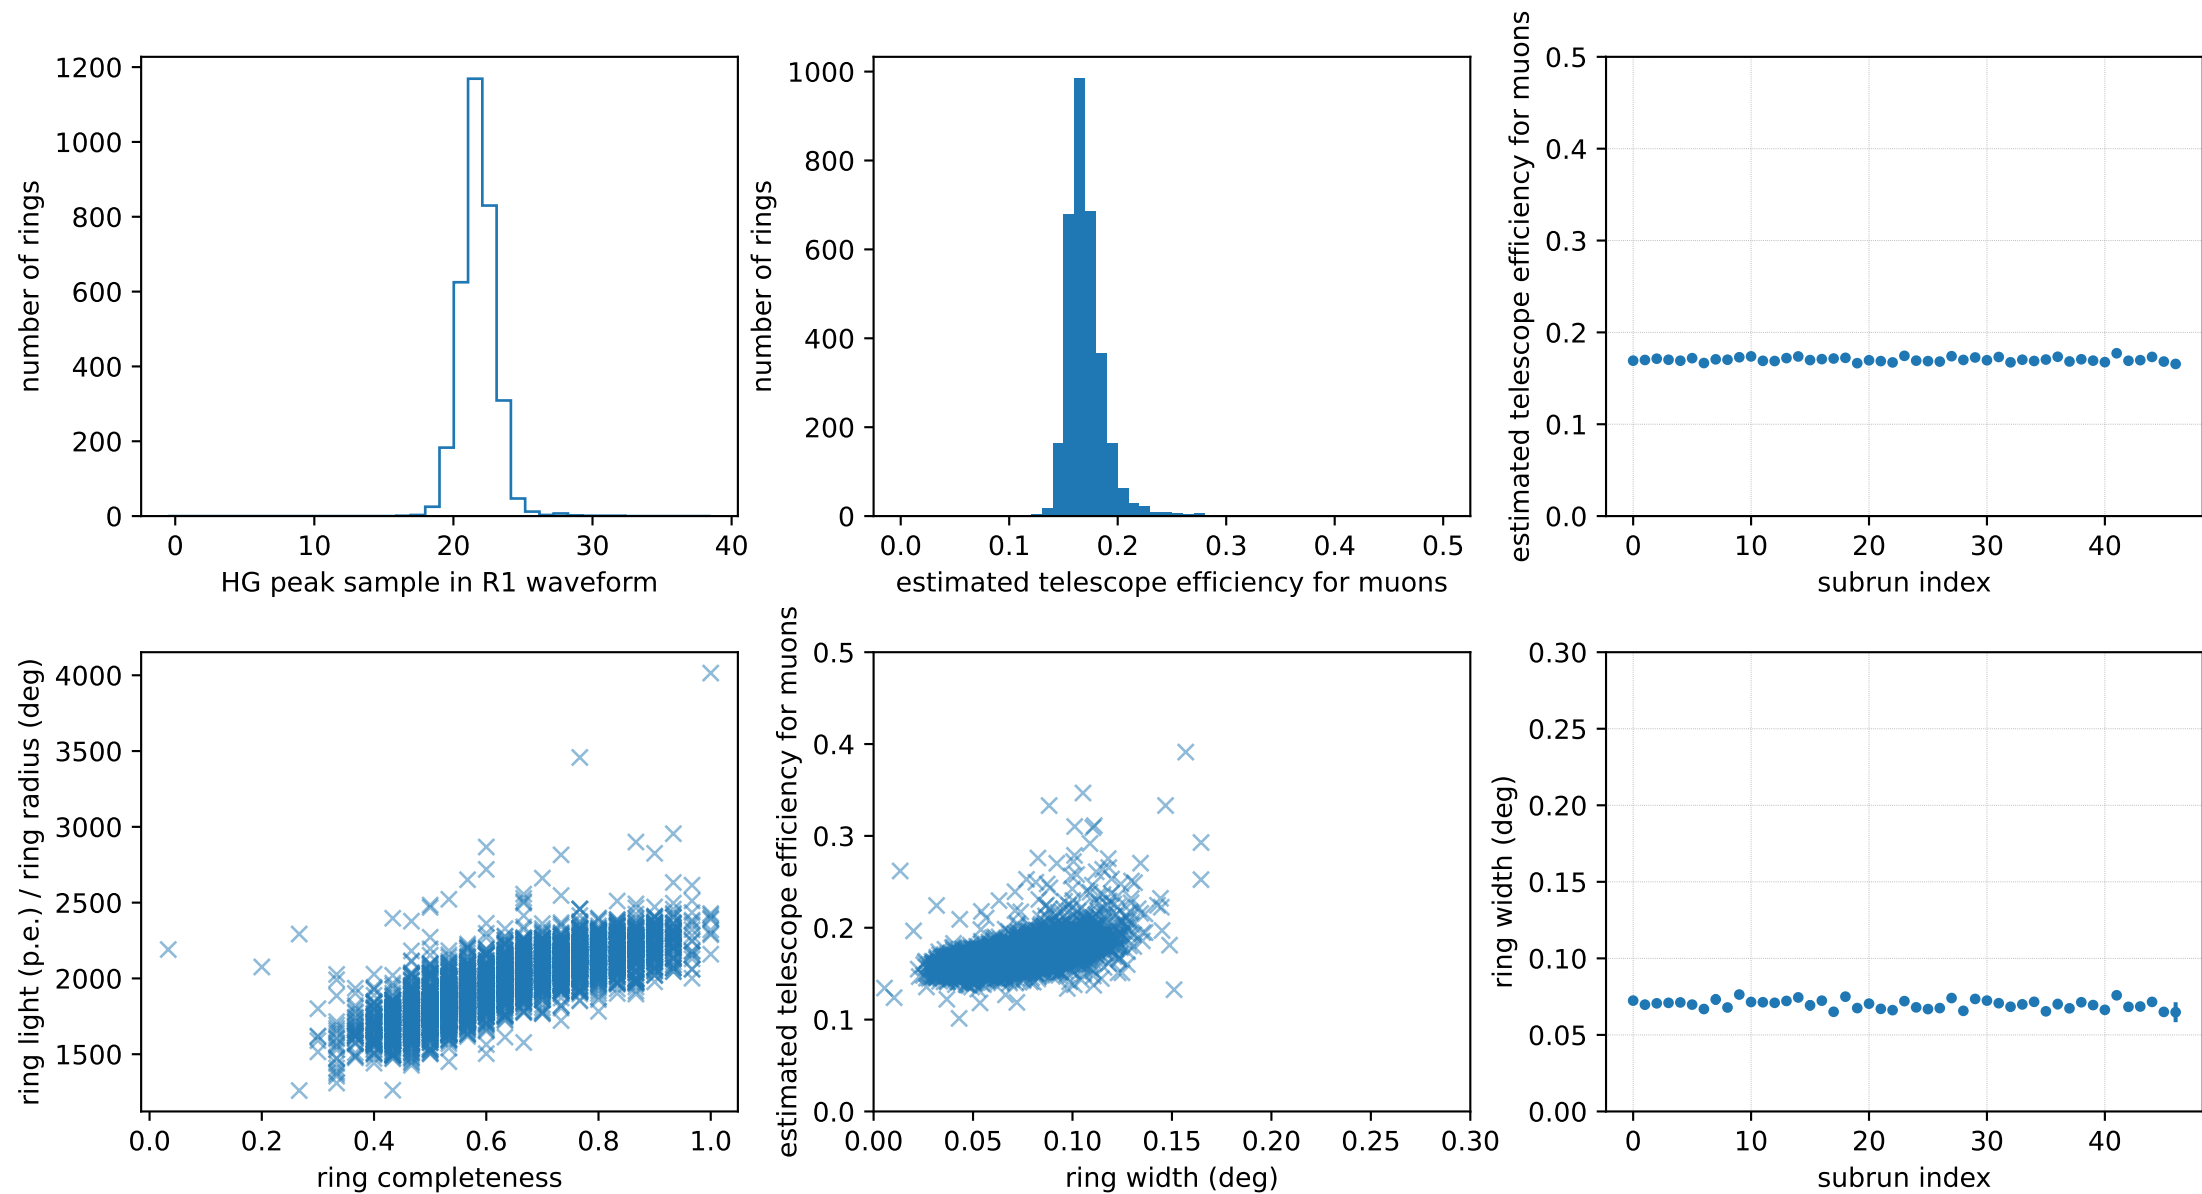 number of rings
1200
1000
800
600
400
200
0
0 10 20 30 40
HG peak sample in R1 waveform
number of rings
1000
800
600
400
200
0
0.0 0.1 0.2 0.3 0.4 0.5
estimated telescope efficiency for muons
estimated telescope efficiency for muons
0.5
0.4
0.3
0.2
0.1
0.0
0 10 20 30 40
subrun index
ring light (p.e.) / ring radius (deg)
4000
3500
3000
2500
2000
1500
0.0 0.2 0.4 0.6 0.8 1.0
ring completeness
estimated telescope efficiency for muons
0.5
0.4
0.3
0.2
0.1
0.0
0.00 0.05 0.10 0.15 0.20 0.25 0.30
ring width (deg)
ring width (deg)
0.30
0.25
0.20
0.15
0.10
0.05
0.00
0 10 20 30 40
subrun index